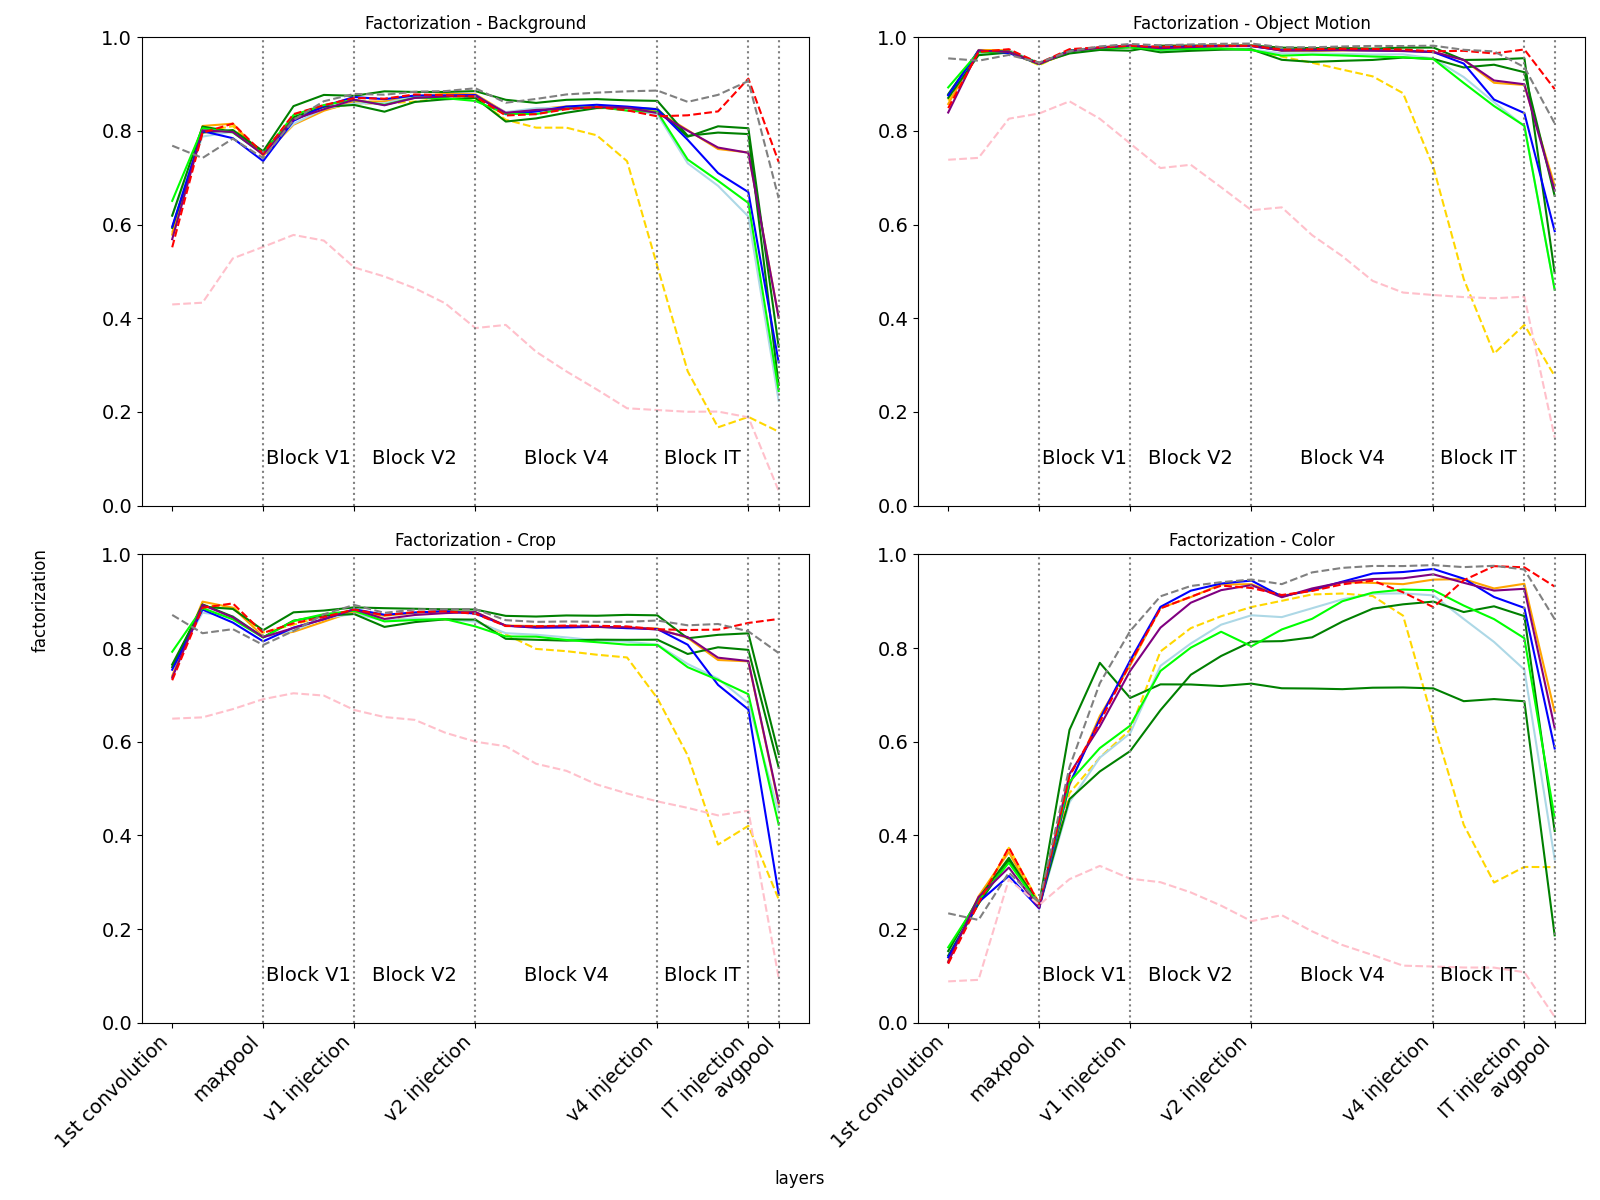 Factorization - Background
1.0
0.8
0.6
0.4
0.2
0.0
Block V1
Block V2
Block V4
Block IT
Factorization - Object Motion
1.0
0.8
0.6
0.4
0.2
0.0
Block V1
Block V2
Block V4
Block IT
factorization
Factorization - Crop
1.0
0.8
0.6
0.4
0.2
0.0
Block V1
Block V2
Block V4
Block IT
1st convolution
maxpool
v1 injection
v2 injection
v4 injection
IT injection
avgpool
Factorization - Color
1.0
0.8
0.6
0.4
0.2
0.0
Block V1
Block V2
Block V4
Block IT
1st convolution
maxpool
v1 injection
v2 injection
v4 injection
IT injection
avgpool
layers